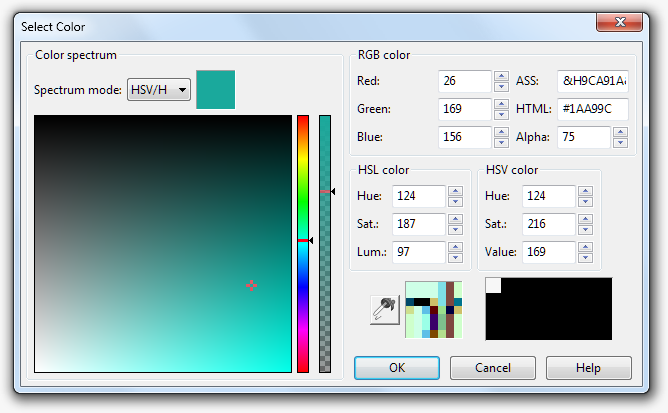 Select Color
Color spectrum
Spectrum mode: HSV/H
RGB color
Red: 26 ASS: &H9CA91A&
Green: 169 HTML: #1AA99C
Blue: 156 Alpha: 75
HSL color
Hue: 124
Sat.: 187
Lum.: 97
HSV color
Hue: 124
Sat.: 216
Value: 169
OK Cancel Help